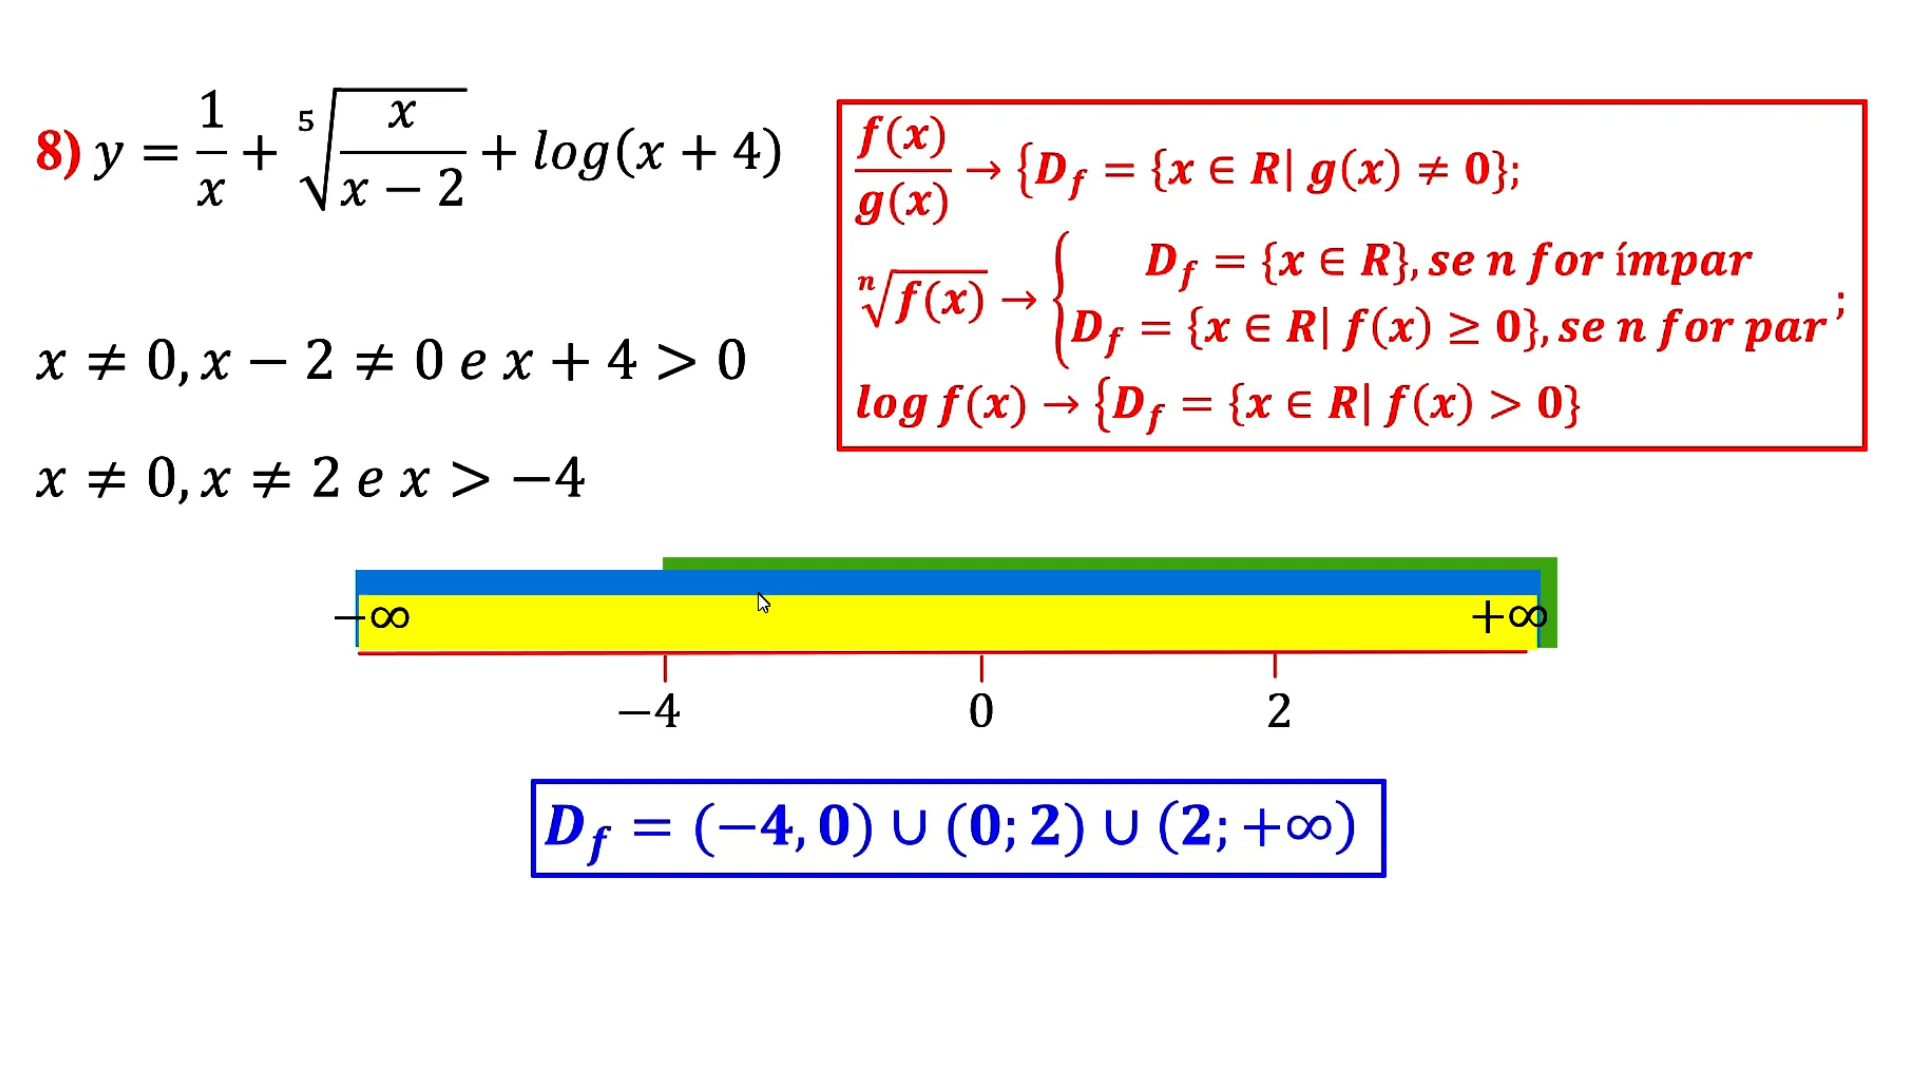 8) y = 1/x + ⁵√(x/(x − 2)) + log(x + 4)
f(x)/g(x) → {D_f = {x ∈ R| g(x) ≠ 0};
ⁿ√f(x) → { D_f = {x ∈ R}, se n for ímpar
D_f = {x ∈ R| f(x) ≥ 0}, se n for par ;
log f(x) → {D_f = {x ∈ R| f(x) > 0}
x ≠ 0, x − 2 ≠ 0 e x + 4 > 0
x ≠ 0, x ≠ 2 e x > −4
−∞ +∞
−4 0 2
D_f = (−4, 0) ∪ (0; 2) ∪ (2; +∞)